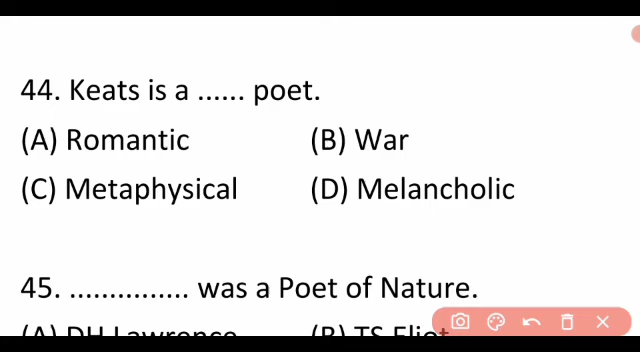 44. Keats is a ...... poet.
(A) Romantic (B) War
(C) Metaphysical (D) Melancholic
45. ............... was a Poet of Nature.
(A) DH Lawrence (B) TS Eliot